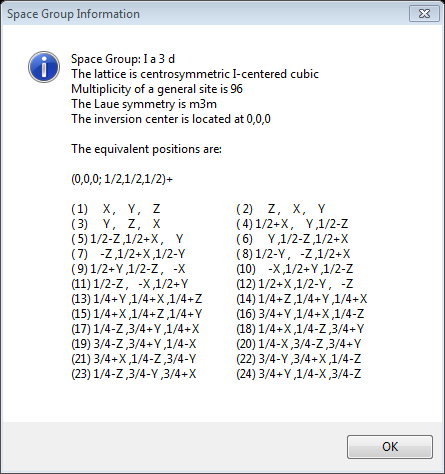 Space Group Information
Space Group: I a 3 d
The lattice is centrosymmetric I-centered cubic
Multiplicity of a general site is 96
The Laue symmetry is m3m
The inversion center is located at 0,0,0
The equivalent positions are:
(0,0,0; 1/2,1/2,1/2)+
( 1)     X ,    Y ,    Z     ( 2)     Z ,    X ,    Y
( 3)     Y ,    Z ,    X     ( 4) 1/2+X ,    Y ,1/2-Z
( 5) 1/2-Z ,1/2+X ,    Y     ( 6)     Y ,1/2-Z ,1/2+X
( 7)    -Z ,1/2+X ,1/2-Y     ( 8) 1/2-Y ,   -Z ,1/2+X
( 9) 1/2+Y ,1/2-Z ,   -X     (10)    -X ,1/2+Y ,1/2-Z
(11) 1/2-Z ,   -X ,1/2+Y     (12) 1/2+X ,1/2-Y ,   -Z
(13) 1/4+Y ,1/4+X ,1/4+Z     (14) 1/4+Z ,1/4+Y ,1/4+X
(15) 1/4+X ,1/4+Z ,1/4+Y     (16) 3/4+Y ,1/4+X ,1/4-Z
(17) 1/4-Z ,3/4+Y ,1/4+X     (18) 1/4+X ,1/4-Z ,3/4+Y
(19) 3/4-Z ,3/4+Y ,1/4-X     (20) 1/4-X ,3/4-Z ,3/4+Y
(21) 3/4+X ,1/4-Z ,3/4-Y     (22) 3/4-Y ,3/4+X ,1/4-Z
(23) 1/4-Z ,3/4-Y ,3/4+X     (24) 3/4+Y ,1/4-X ,3/4-Z
OK